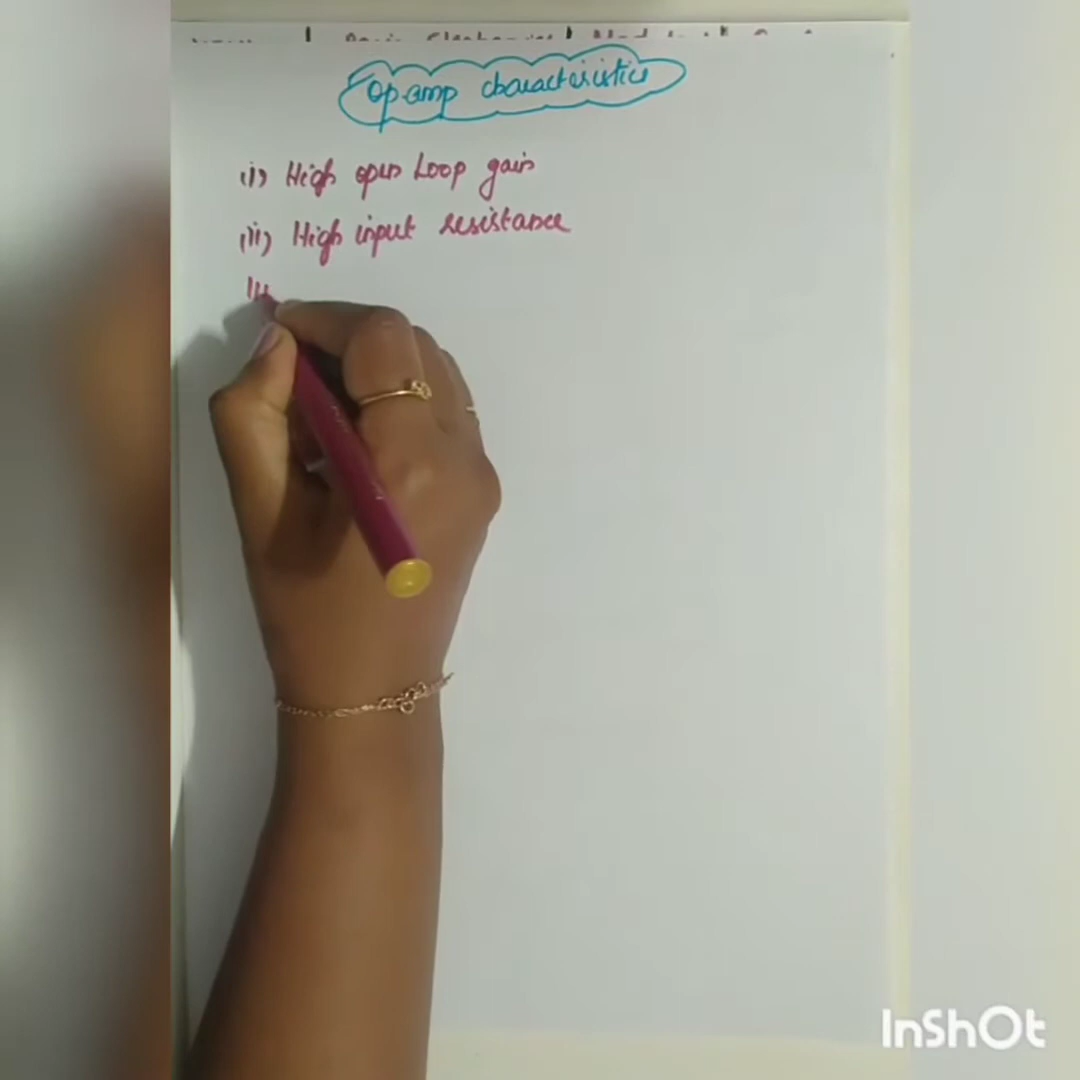 Op-amp characteristics
(i) High open Loop gain
(ii) High input resistance
InShOt